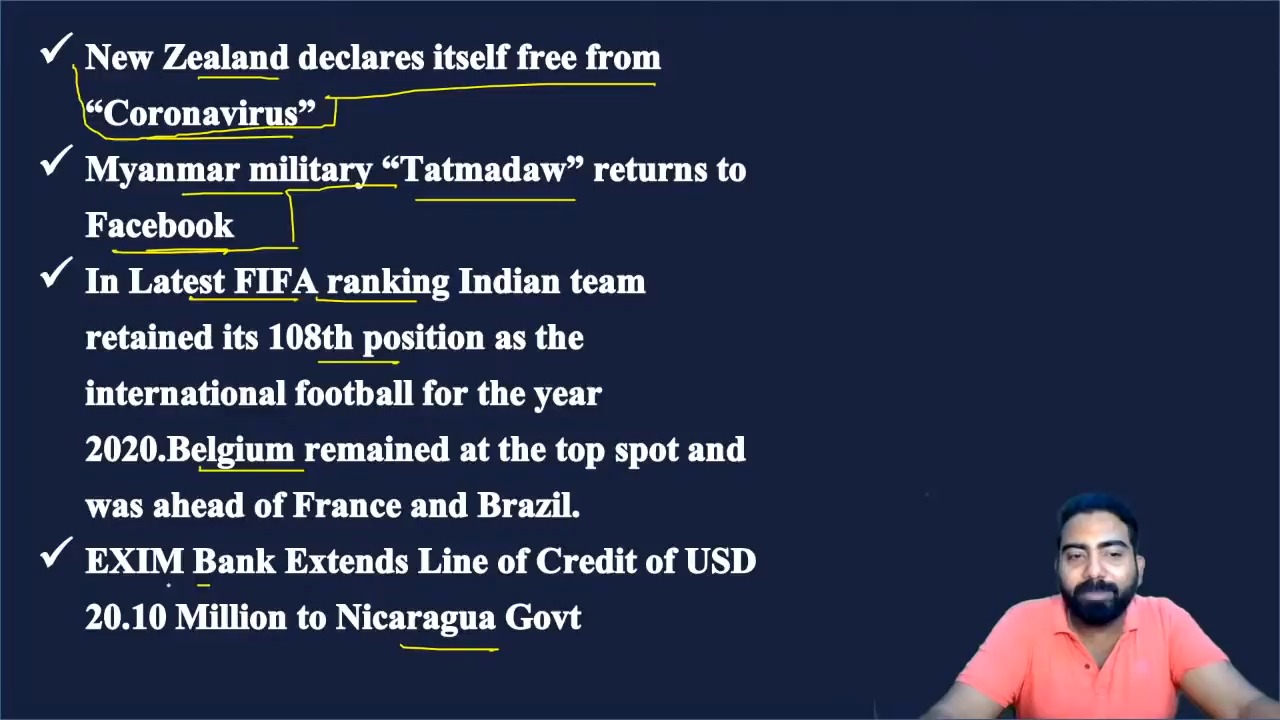 ✓ New Zealand declares itself free from
“Coronavirus”
✓ Myanmar military “Tatmadaw” returns to
Facebook
✓ In Latest FIFA ranking Indian team
retained its 108th position as the
international football for the year
2020.Belgium remained at the top spot and
was ahead of France and Brazil.
✓ EXIM Bank Extends Line of Credit of USD
20.10 Million to Nicaragua Govt